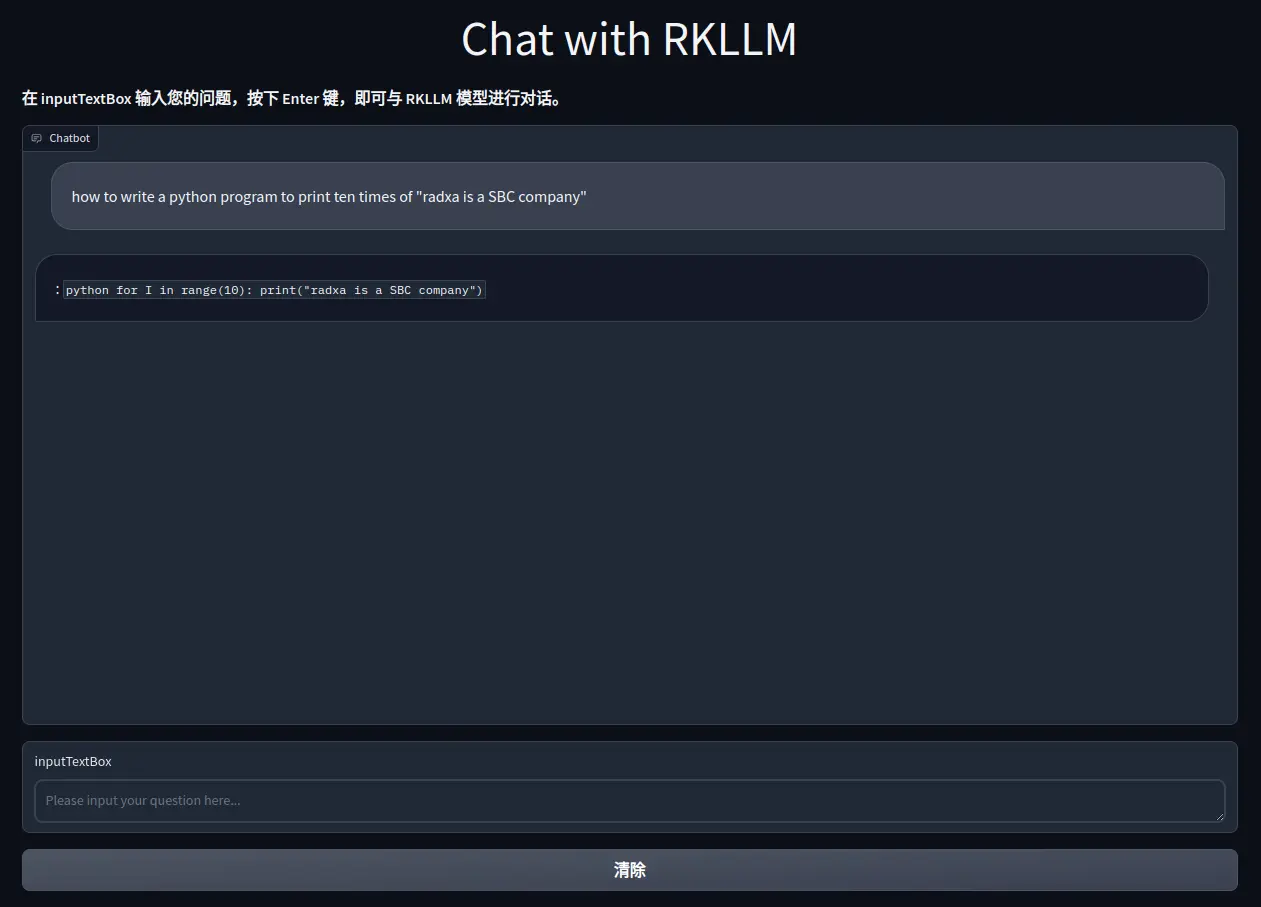 Chat with RKLLM
在 inputTextBox 输入您的问题，按下 Enter 键，即可与 RKLLM 模型进行对话。
Chatbot
how to write a python program to print ten times of "radxa is a SBC company"
：python for I in range(10): print("radxa is a SBC company")
inputTextBox
Please input your question here...
清除